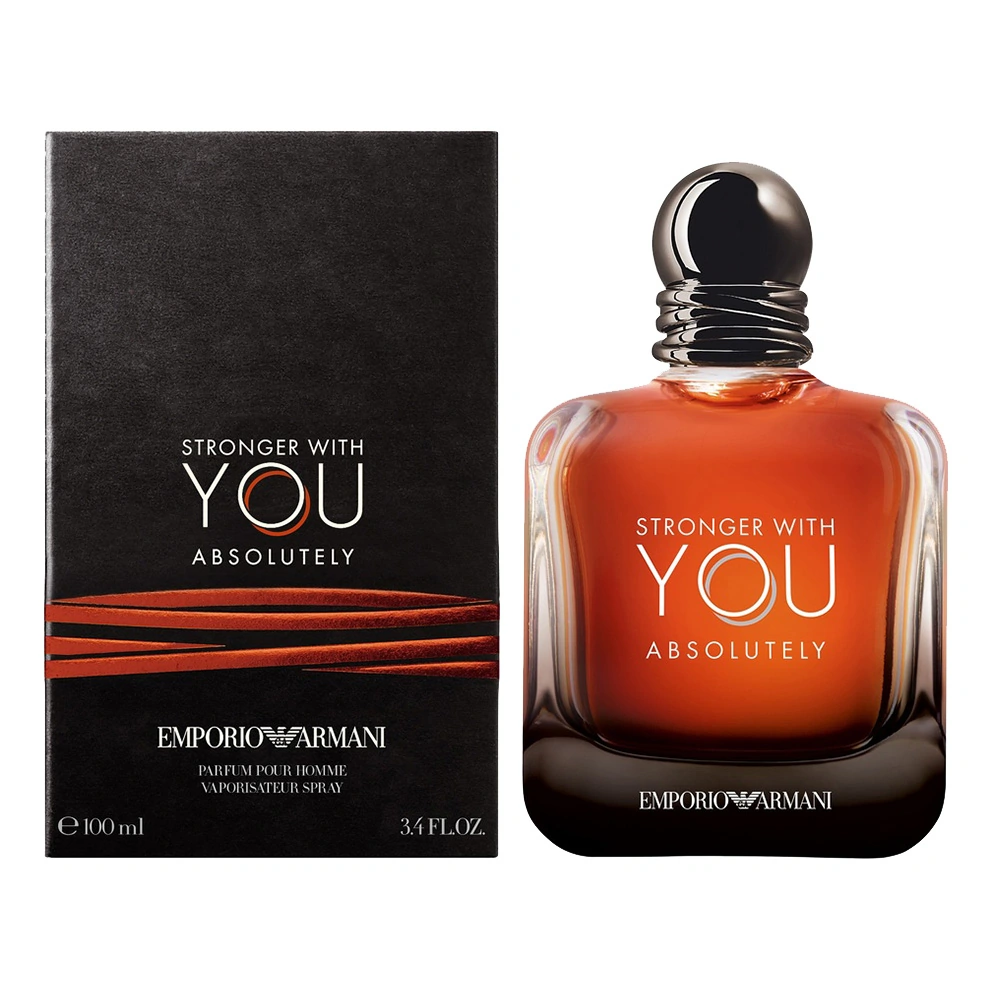 STRONGER WITH
YOU
ABSOLUTELY
EMPORIO ARMANI
PARFUM POUR HOMME
VAPORISATEUR SPRAY
℮ 100 ml 3.4 FL.OZ.
STRONGER WITH
YOU
ABSOLUTELY
EMPORIO ARMANI